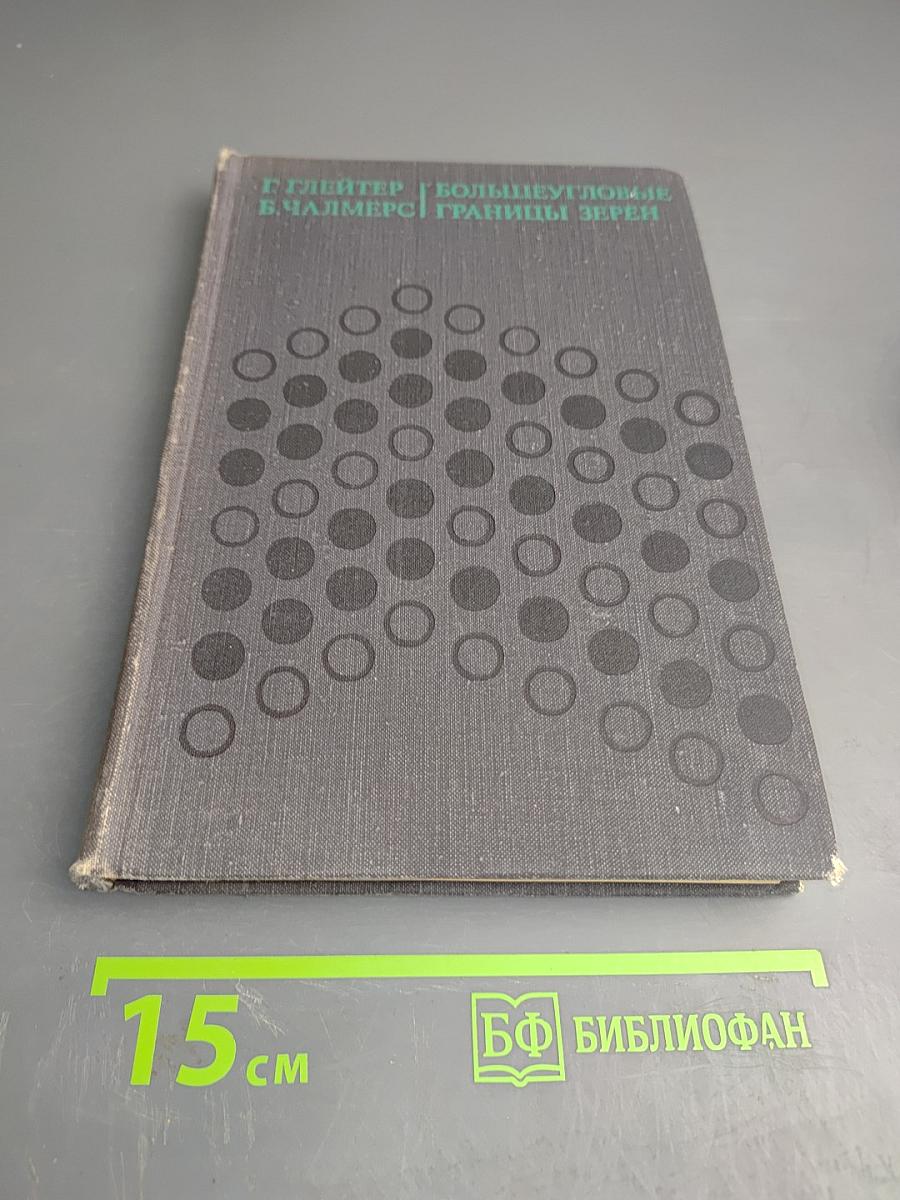 Г. ГЛЕЙТЕР
Б. ЧАЛМЕРС
БОЛЬШЕУГЛОВЫЕ
ГРАНИЦЫ ЗЕРЕН
15 см
БФ БИБЛИОФАН